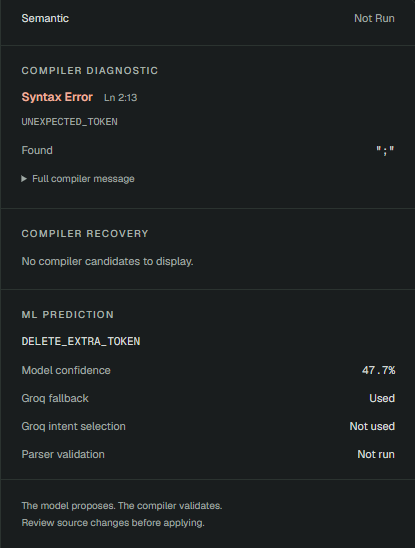 Semantic Not Run
COMPILER DIAGNOSTIC
Syntax Error Ln 2:13
UNEXPECTED_TOKEN
Found ";"
▶ Full compiler message
COMPILER RECOVERY
No compiler candidates to display.
ML PREDICTION
DELETE_EXTRA_TOKEN
Model confidence 47.7%
Groq fallback Used
Groq intent selection Not used
Parser validation Not run
The model proposes. The compiler validates.
Review source changes before applying.